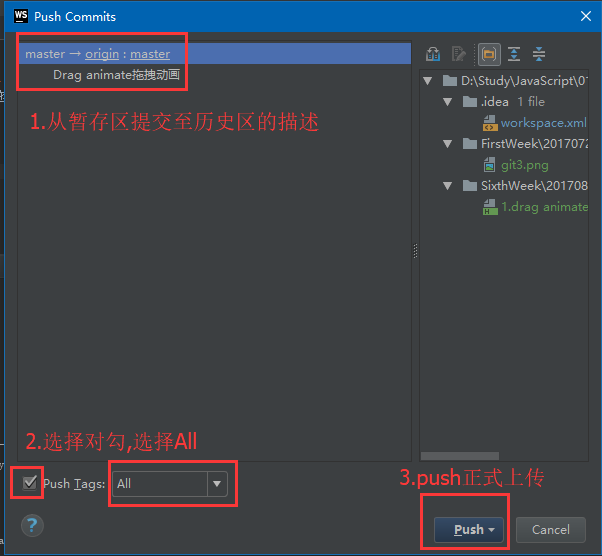 WS Push Commits
master → origin : master
Drag animate拖拽动画
1.从暂存区提交至历史区的描述
D:\Study\JavaScript\01
.idea 1 file
workspace.xml
FirstWeek\2017072
git3.png
SixthWeek\201708
1.drag animate
2.选择对勾,选择All
Push Tags: All
3.push正式上传
? Push Cancel